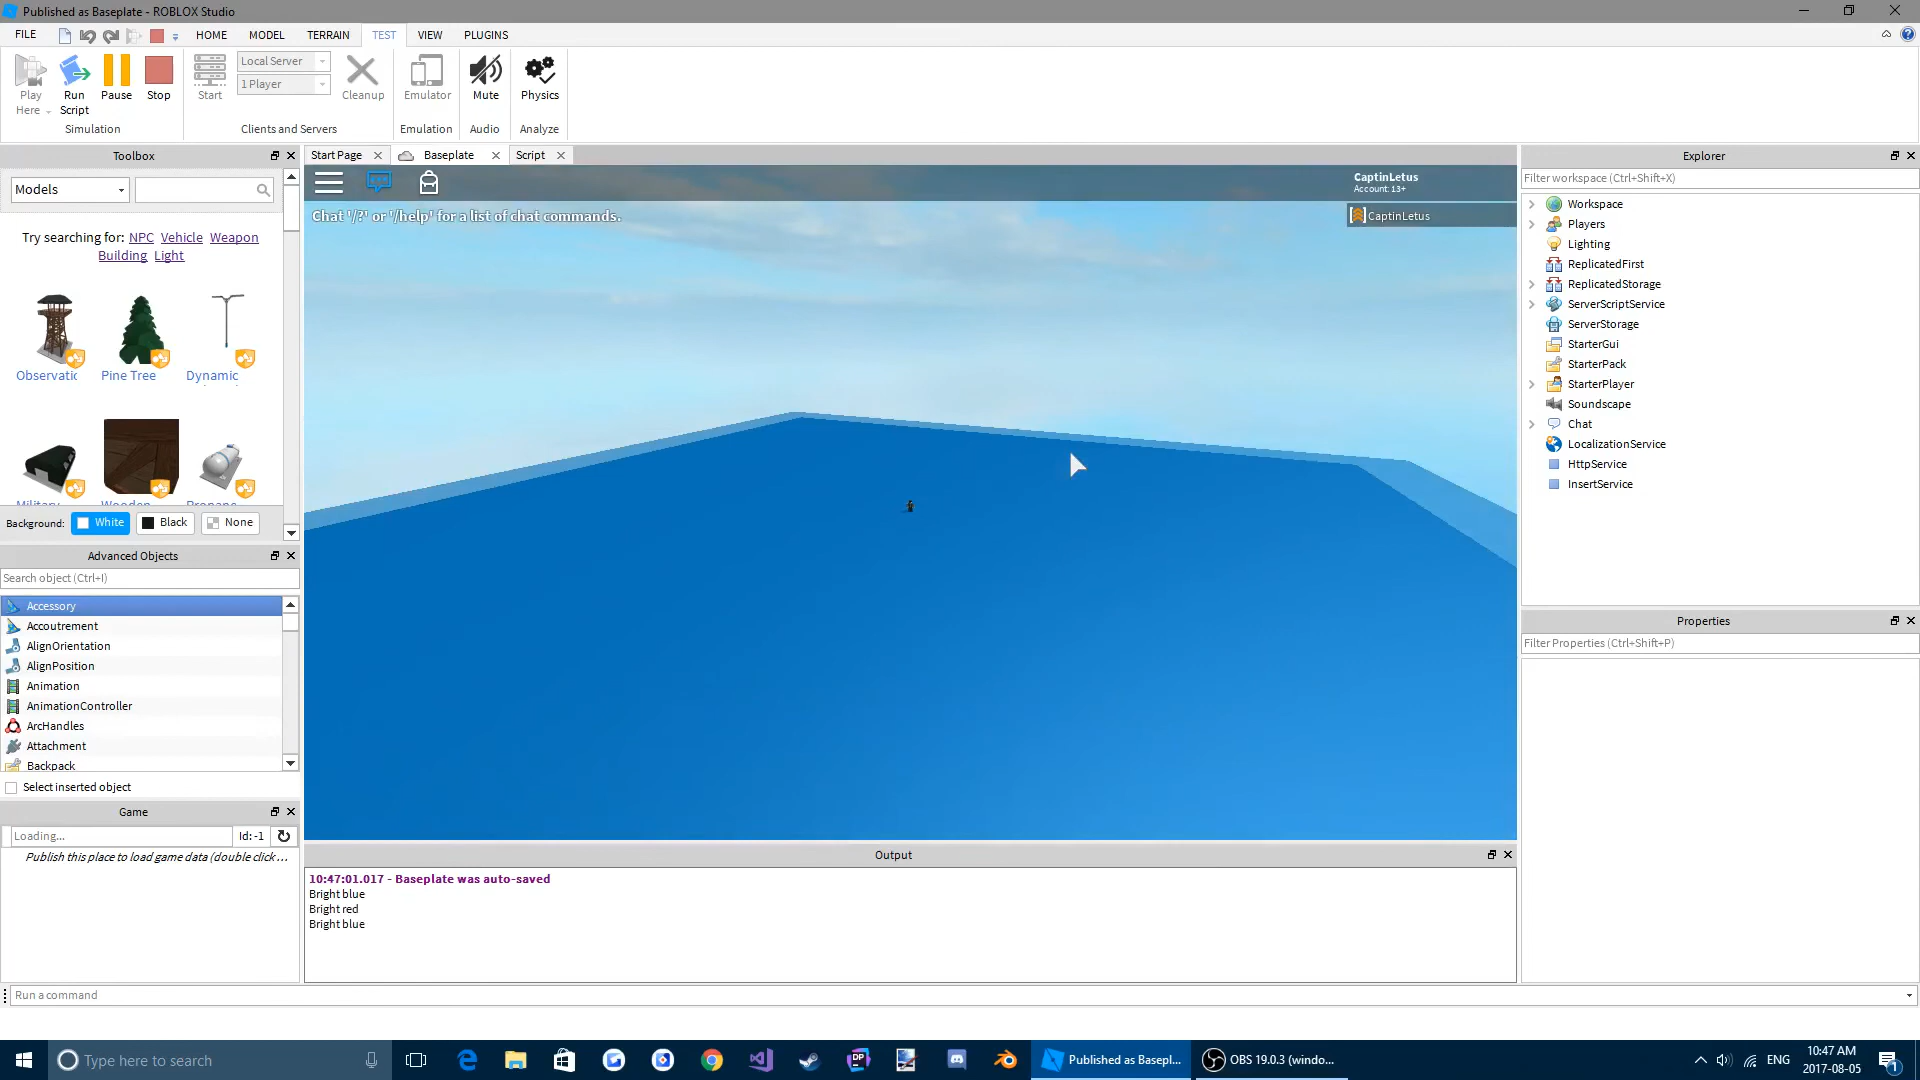 Published as Baseplate - ROBLOX Studio
FILE
HOME
MODEL
TERRAIN
TEST
VIEW
PLUGINS
Play
Here
Run
Script
Pause
Stop
Start
Local Server
1 Player
Cleanup
Emulator
Mute
Physics
Simulation
Clients and Servers
Emulation
Audio
Analyze
Toolbox
Start Page
Baseplate
Script
Explorer
Models
Filter workspace (Ctrl+Shift+X)
CaptinLetus
Account: 13+
Chat '/?' or '/help' for a list of chat commands.
CaptinLetus
Try searching for: NPC Vehicle Weapon
Building Light
Observatic
Pine Tree
Dynamic
Background: White Black None
Advanced Objects
Search object (Ctrl+I)
Accessory
Accoutrement
AlignOrientation
AlignPosition
Animation
AnimationController
ArcHandles
Attachment
Backpack
Select inserted object
Game
Loading...
Id: -1
Publish this place to load game data (double click ...
Workspace
Players
Lighting
ReplicatedFirst
ReplicatedStorage
ServerScriptService
ServerStorage
StarterGui
StarterPack
StarterPlayer
Soundscape
Chat
LocalizationService
HttpService
InsertService
Properties
Filter Properties (Ctrl+Shift+P)
Output
10:47:01.017 - Baseplate was auto-saved
Bright blue
Bright red
Bright blue
Run a command
Type here to search
Published as Basepl...
OBS 19.0.3 (windo...
ENG
10:47 AM
2017-08-05